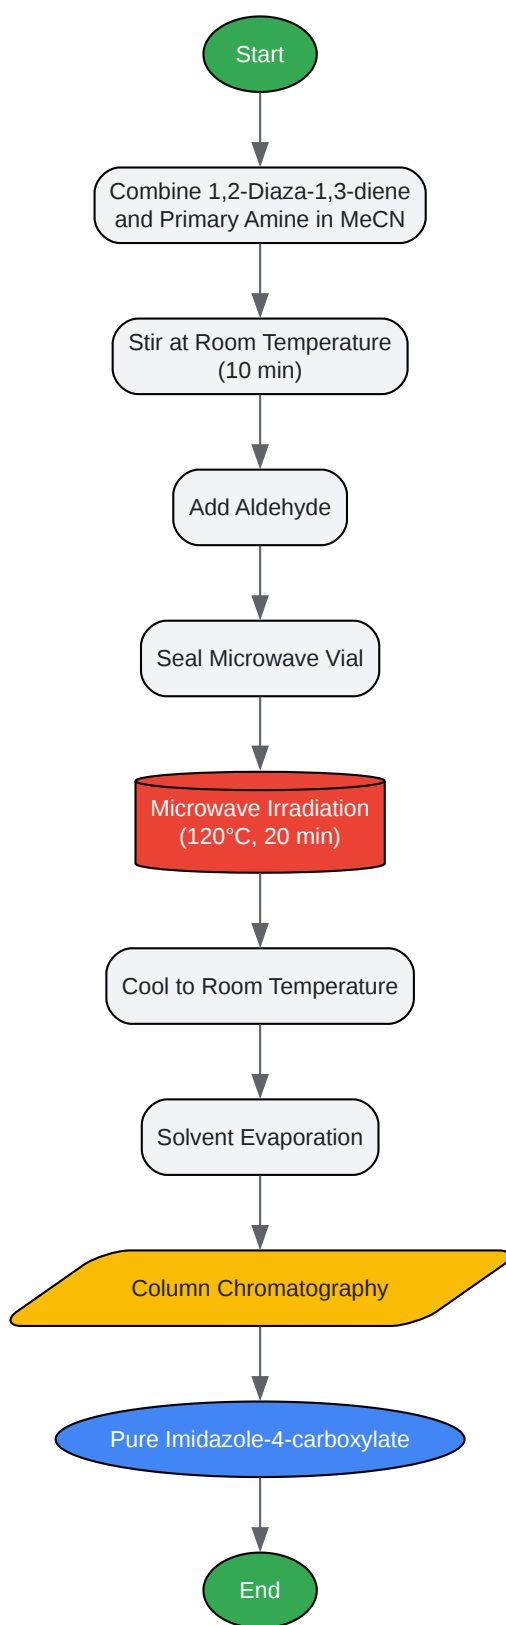 Start
Combine 1,2-Diaza-1,3-diene
and Primary Amine in MeCN
Stir at Room Temperature
(10 min)
Add Aldehyde
Seal Microwave Vial
Microwave Irradiation
(120°C, 20 min)
Cool to Room Temperature
Solvent Evaporation
Column Chromatography
Pure Imidazole-4-carboxylate
End